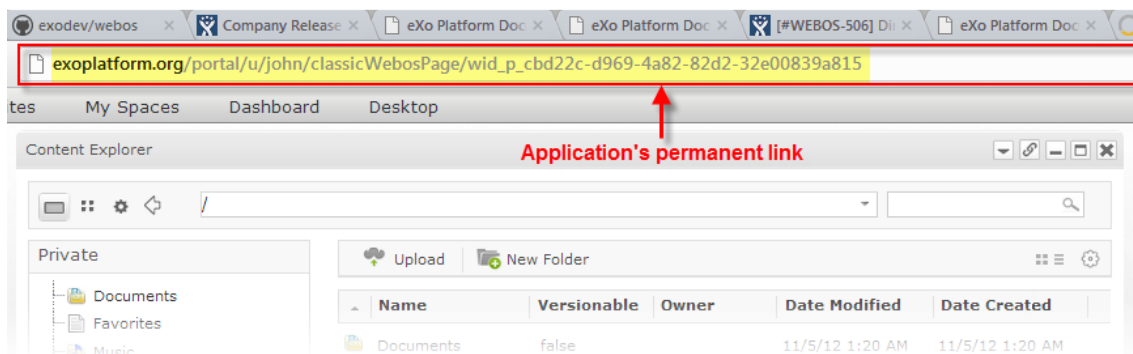 exodev/webos Company Release eXo Platform Doc eXo Platform Doc [#WEBOS-506] Di eXo Platform Doc
exoplatform.org/portal/u/john/classicWebosPage/wid_p_cbd22c-d969-4a82-82d2-32e00839a815
tes My Spaces Dashboard Desktop
Content Explorer
Application's permanent link
/
Private
Upload New Folder
Documents
Name Versionable Owner Date Modified Date Created
Favorites
Documents false 11/5/12 1:20 AM 11/5/12 1:20 AM
Music